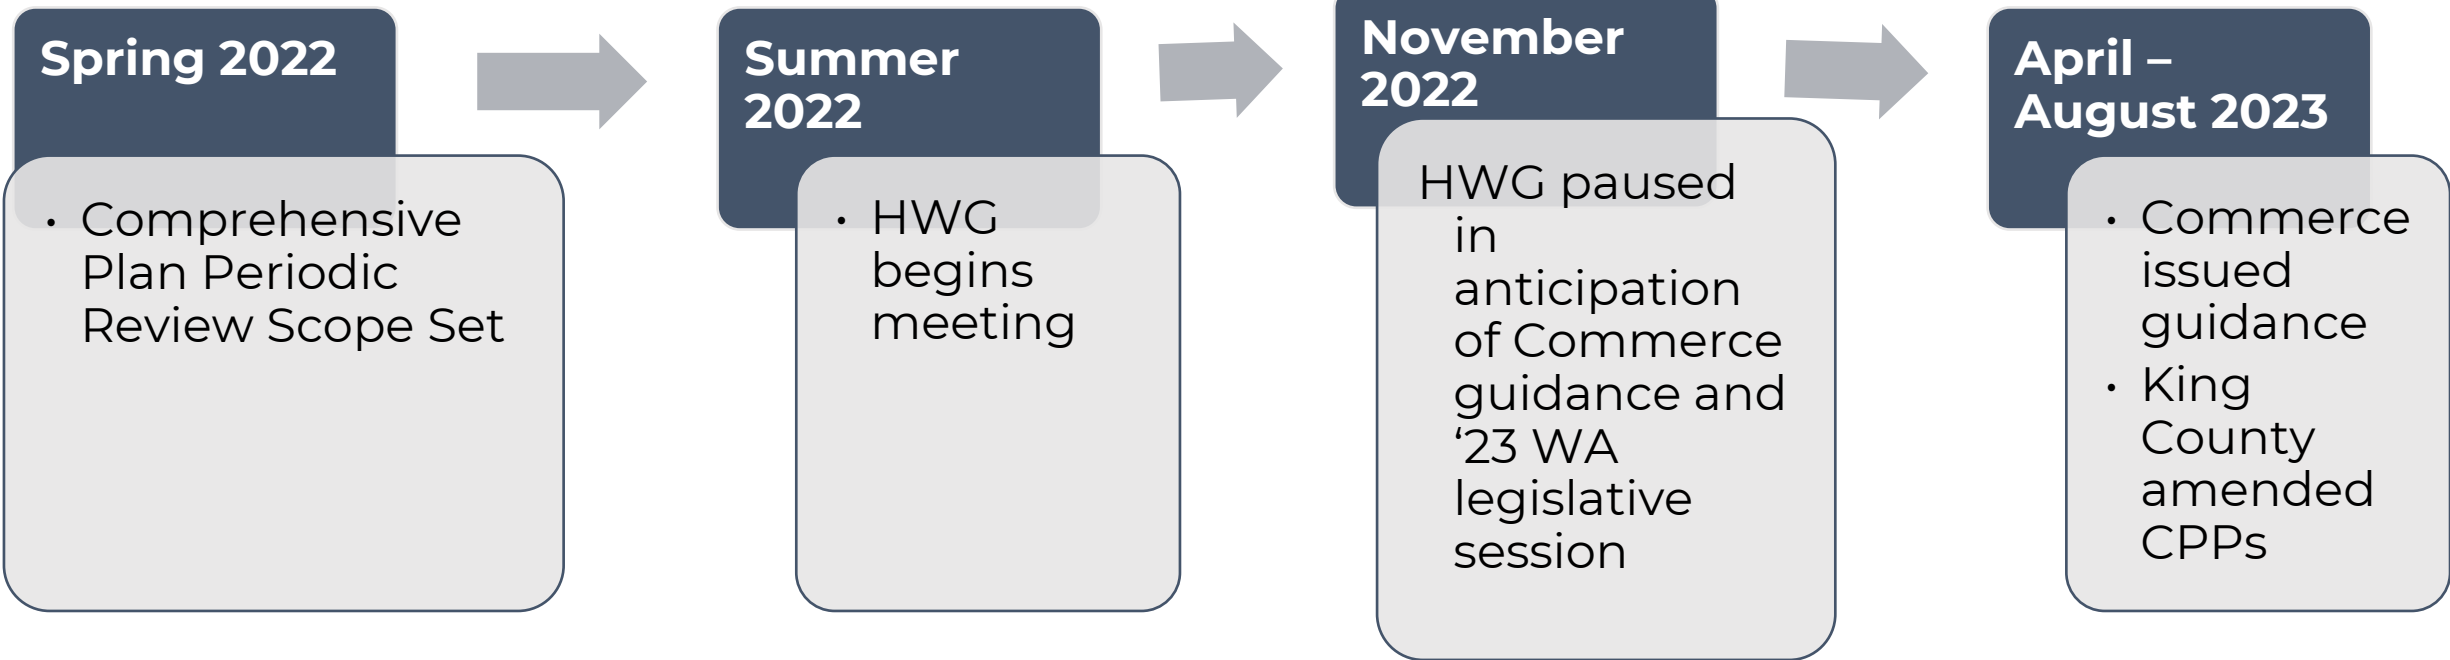 Spring 2022
• Comprehensive
Plan Periodic
Review Scope Set
Summer
2022
• HWG
begins
meeting
November
2022
HWG paused
in
anticipation
of Commerce
guidance and
‘23 WA
legislative
session
April –
August 2023
• Commerce
issued
guidance
• King
County
amended
CPPs